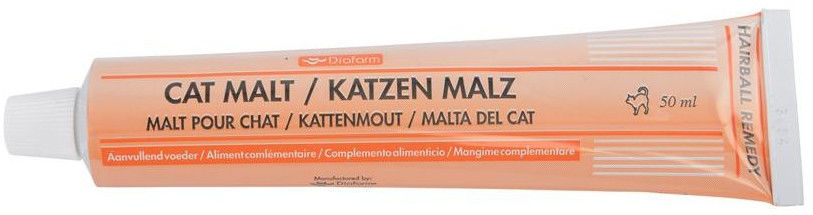 Diafarm
CAT MALT / KATZEN MALZ
MALT POUR CHAT / KATTENMOUT / MALTA DEL CAT
Aanvullend voeder / Aliment comlémentaire / Complemento alimenticio / Mangime complementare
Manufactured by:
50 ml
HAIRBALL REMEDY